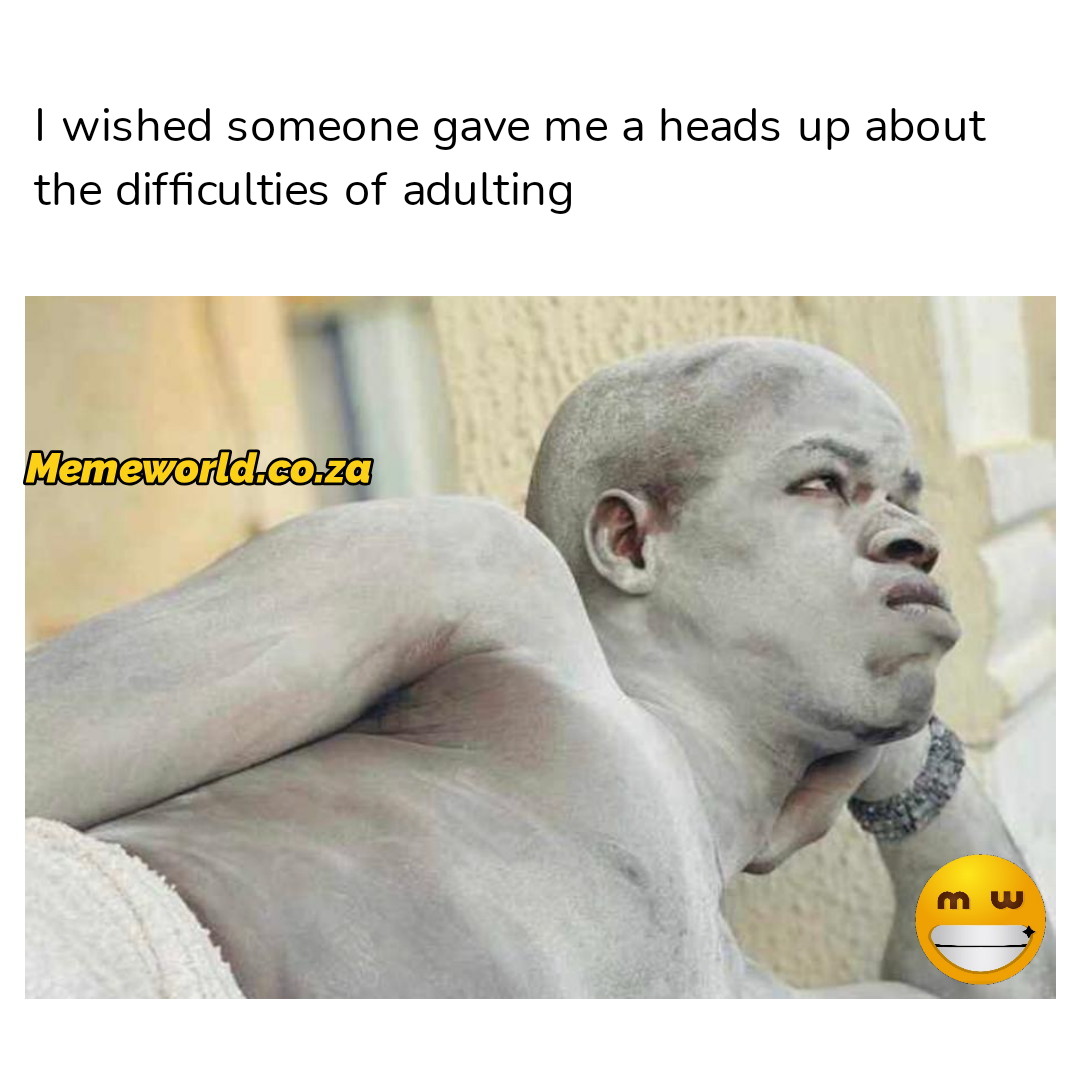 I wished someone gave me a heads up about
the difficulties of adulting
Memeworld.co.za
m w